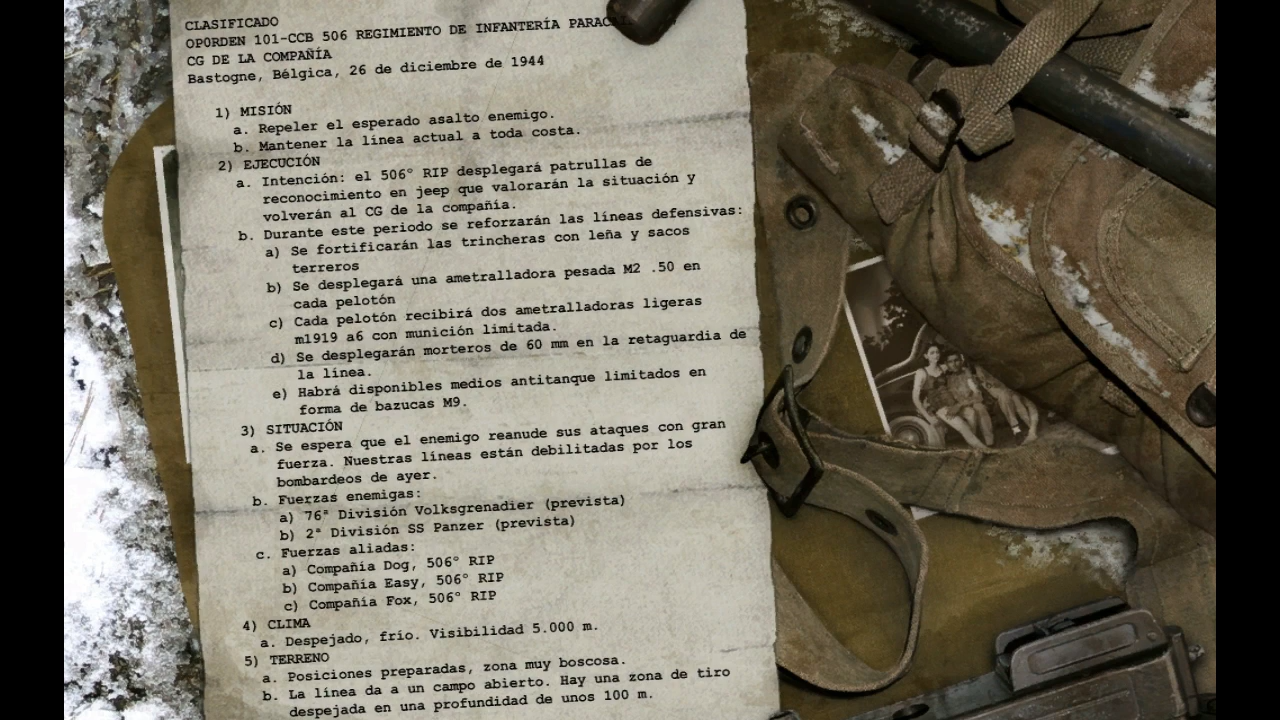 CLASIFICADO
OPORDEN 101-CCB 506 REGIMIENTO DE INFANTERÍA
CG DE LA COMPAÑÍA
Bastogne, Bélgica, 26 de diciembre de 1944
1) MISIÓN
a. Repeler el esperado asalto enemigo.
b. Mantener la línea actual a toda costa.
2) EJECUCIÓN
a. Intención: el 506º RIP desplegará patrullas de
reconocimiento en jeep que valorarán la situación y
volverán al CG de la compañía.
b. Durante este periodo se reforzarán las líneas defensivas:
a) Se fortificarán las trincheras con leña y sacos
terreros
b) Se desplegará una ametralladora pesada M2 .50 en
cada pelotón
c) Cada pelotón recibirá dos ametralladoras ligeras
m1919 a6 con munición limitada.
d) Se desplegarán morteros de 60 mm en la retaguardia de
la línea.
e) Habrá disponibles medios antitanque limitados en
forma de bazucas M9.
3) SITUACIÓN
a. Se espera que el enemigo reanude sus ataques con gran
fuerza. Nuestras líneas están debilitadas por los
bombardeos de ayer.
b. Fuerzas enemigas:
a) 76ª División Volksgrenadier (prevista)
b) 2ª División SS Panzer (prevista)
c. Fuerzas aliadas:
a) Compañía Dog, 506º RIP
b) Compañía Easy, 506º RIP
c) Compañía Fox, 506º RIP
4) CLIMA
a. Despejado, frío. Visibilidad 5.000 m.
5) TERRENO
a. Posiciones preparadas, zona muy boscosa.
b. La línea da a un campo abierto. Hay una zona de tiro
despejada en una profundidad de unos 100 m.